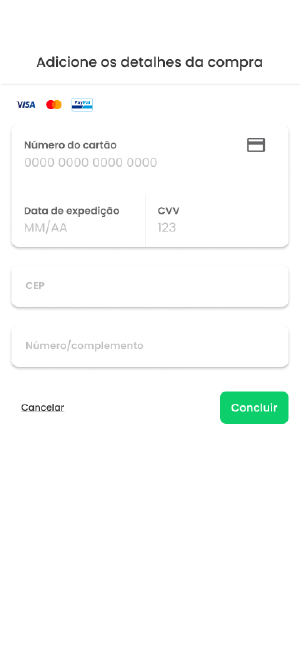 Adicione os detalhes da compra
VISA PayPal
Número do cartão
0000 0000 0000 0000
Data de expedição CVV
MM/AA 123
CEP
Número/complemento
Cancelar Concluir